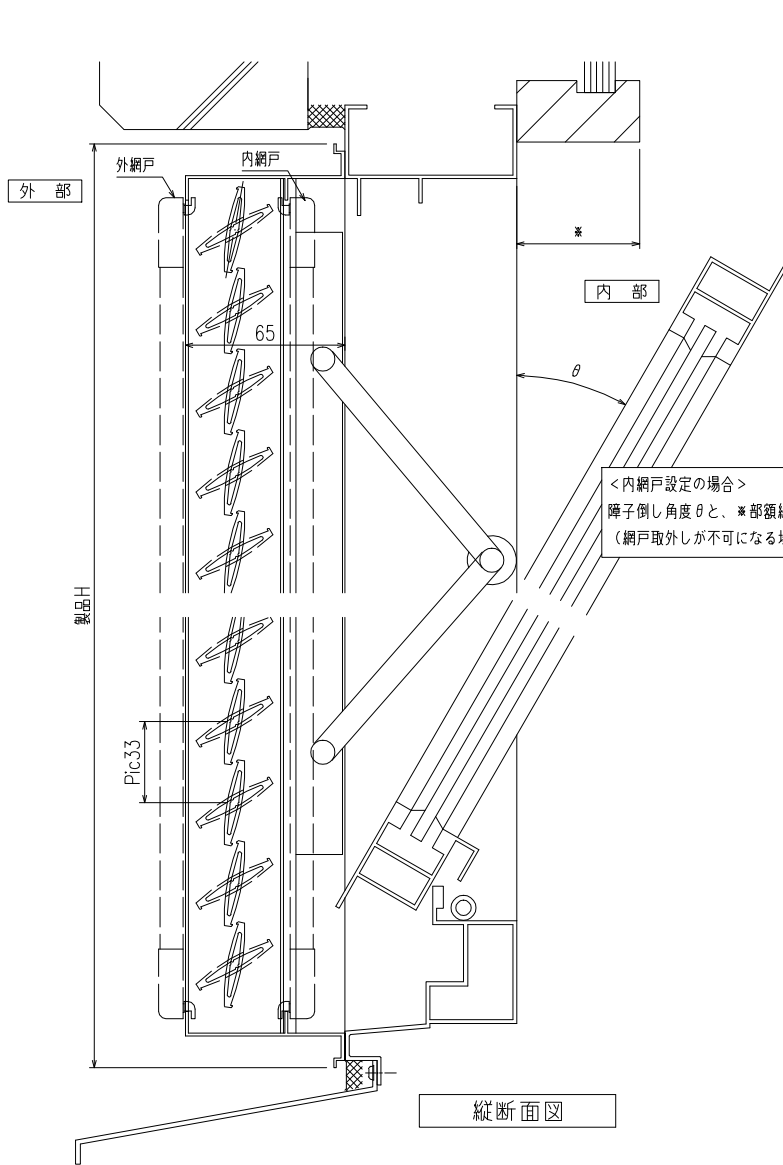 外網戸
内網戸
外 部
※
内 部
65
θ
<内網戸設定の場合>
障子倒し角度θと、※部額
(網戸取外しが不可になる
製品H
Pic33
縦断面図